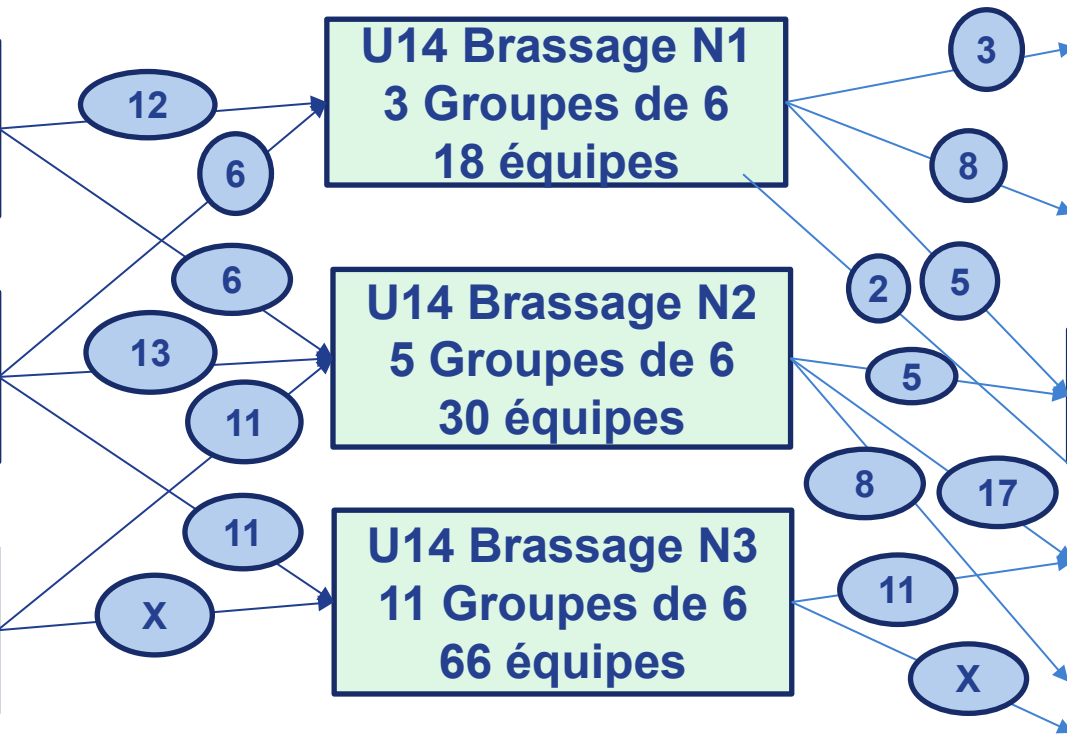 12
6
6
13
11
11
X
U14 Brassage N1
3 Groupes de 6
18 équipes
U14 Brassage N2
5 Groupes de 6
30 équipes
U14 Brassage N3
11 Groupes de 6
66 équipes
3
8
2
5
5
8
17
11
X